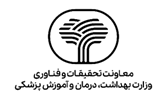 معاونت تحقیقات و فناوری
وزارت بهداشت، درمان و آموزش پزشکی